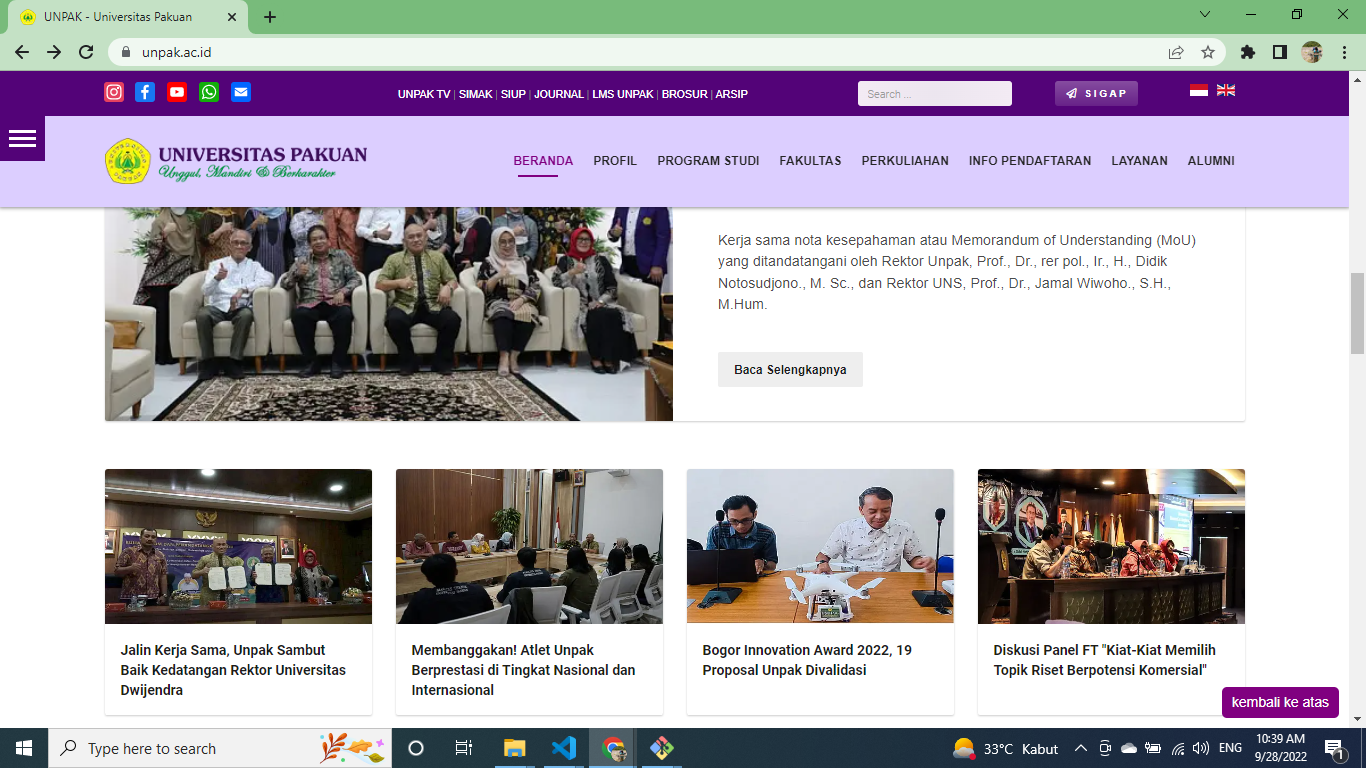 UNPAK - Universitas Pakuan
unpak.ac.id
UNPAK TV | SIMAK | SIUP | JOURNAL | LMS UNPAK | BROSUR | ARSIP
Search ...
SIGAP
UNIVERSITAS PAKUAN
Unggul, Mandiri & Berkarakter
BERANDA PROFIL PROGRAM STUDI FAKULTAS PERKULIAHAN INFO PENDAFTARAN LAYANAN ALUMNI
Kerja sama nota kesepahaman atau Memorandum of Understanding (MoU)
yang ditandatangani oleh Rektor Unpak, Prof., Dr., rer pol., Ir., H., Didik
Notosudjono., M. Sc., dan Rektor UNS, Prof., Dr., Jamal Wiwoho., S.H.,
M.Hum.
Baca Selengkapnya
Jalin Kerja Sama, Unpak Sambut
Baik Kedatangan Rektor Universitas
Dwijendra
Membanggakan! Atlet Unpak
Berprestasi di Tingkat Nasional dan
Internasional
Bogor Innovation Award 2022, 19
Proposal Unpak Divalidasi
Diskusi Panel FT "Kiat-Kiat Memilih
Topik Riset Berpotensi Komersial"
kembali ke atas
Type here to search
33°C Kabut
ENG
10:39 AM
9/28/2022
1